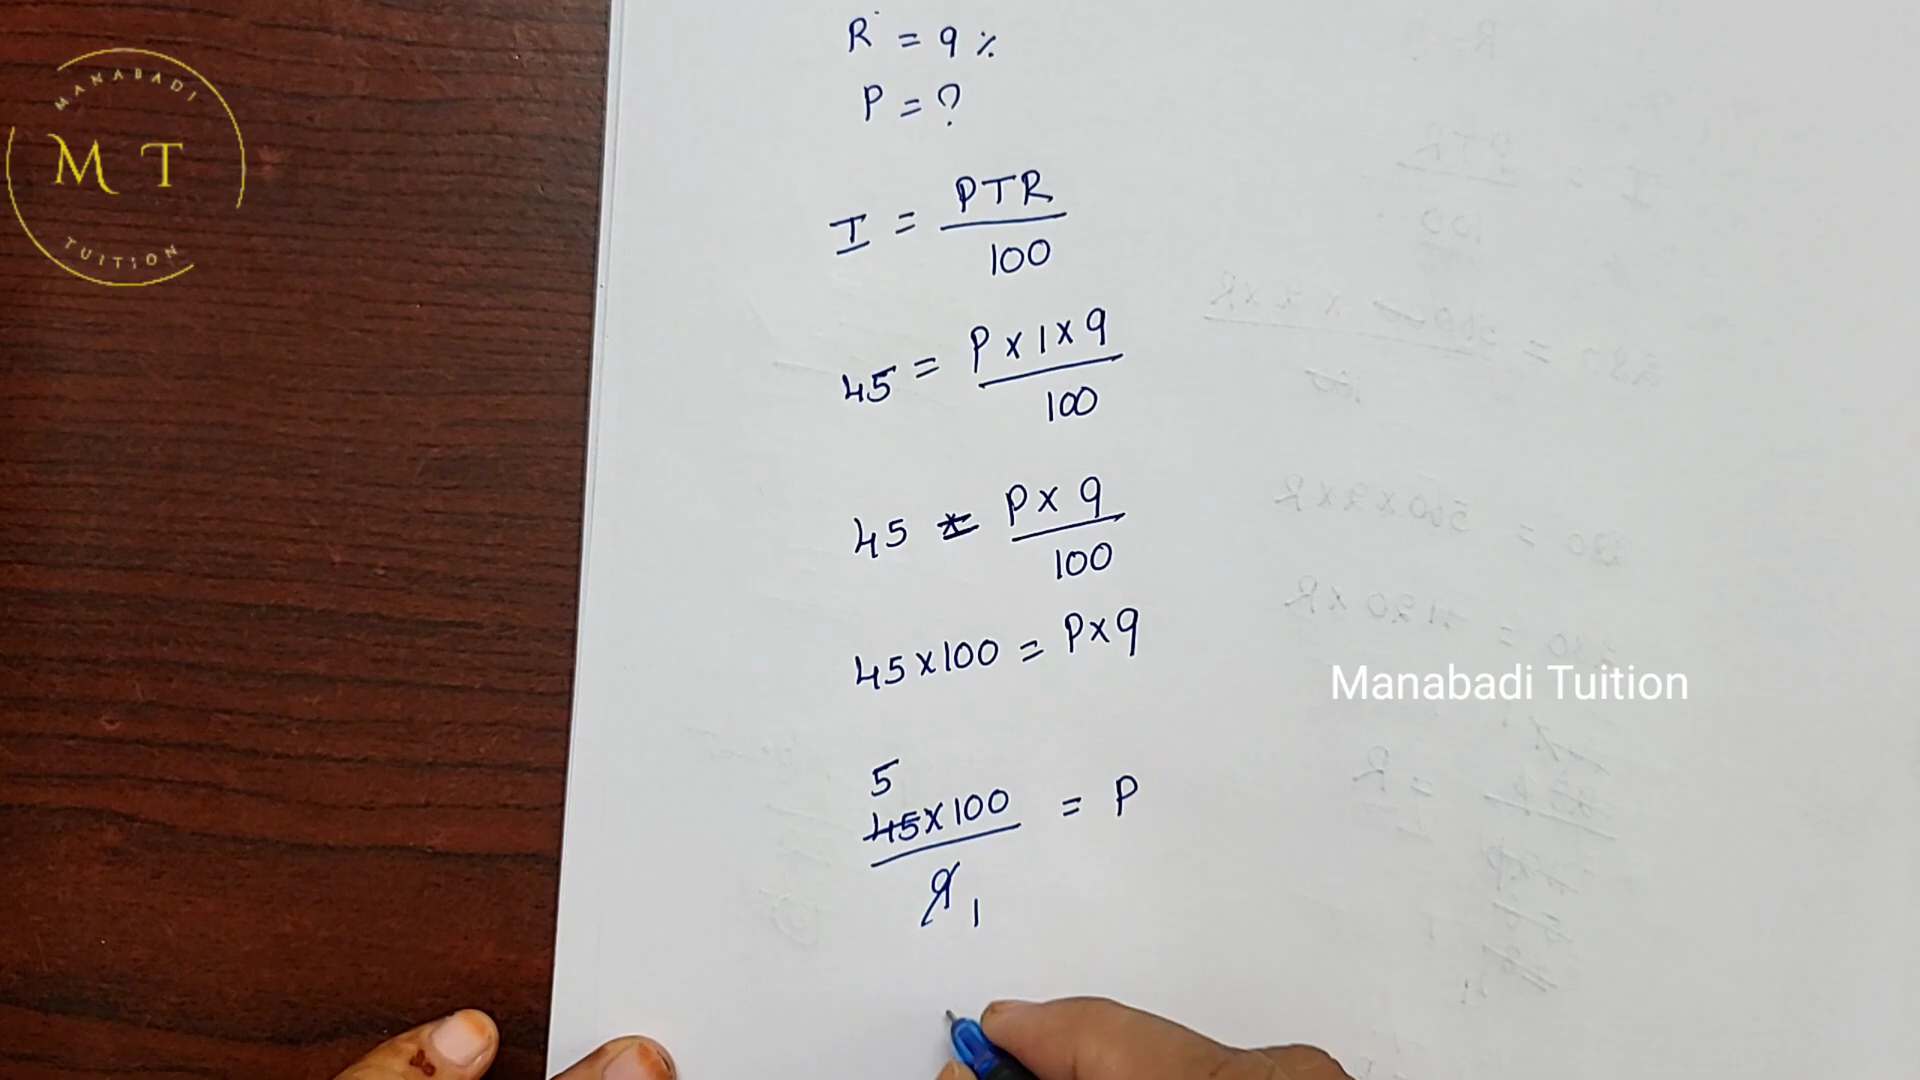 MANABADI
MT
TUITION
R = 9 %
P = ?
I = PTR
100
45 = P x 1 x 9
100
45 = P x 9
100
45 x 100 = P x 9
5
45 x 100 = P
9 1
Manabadi Tuition